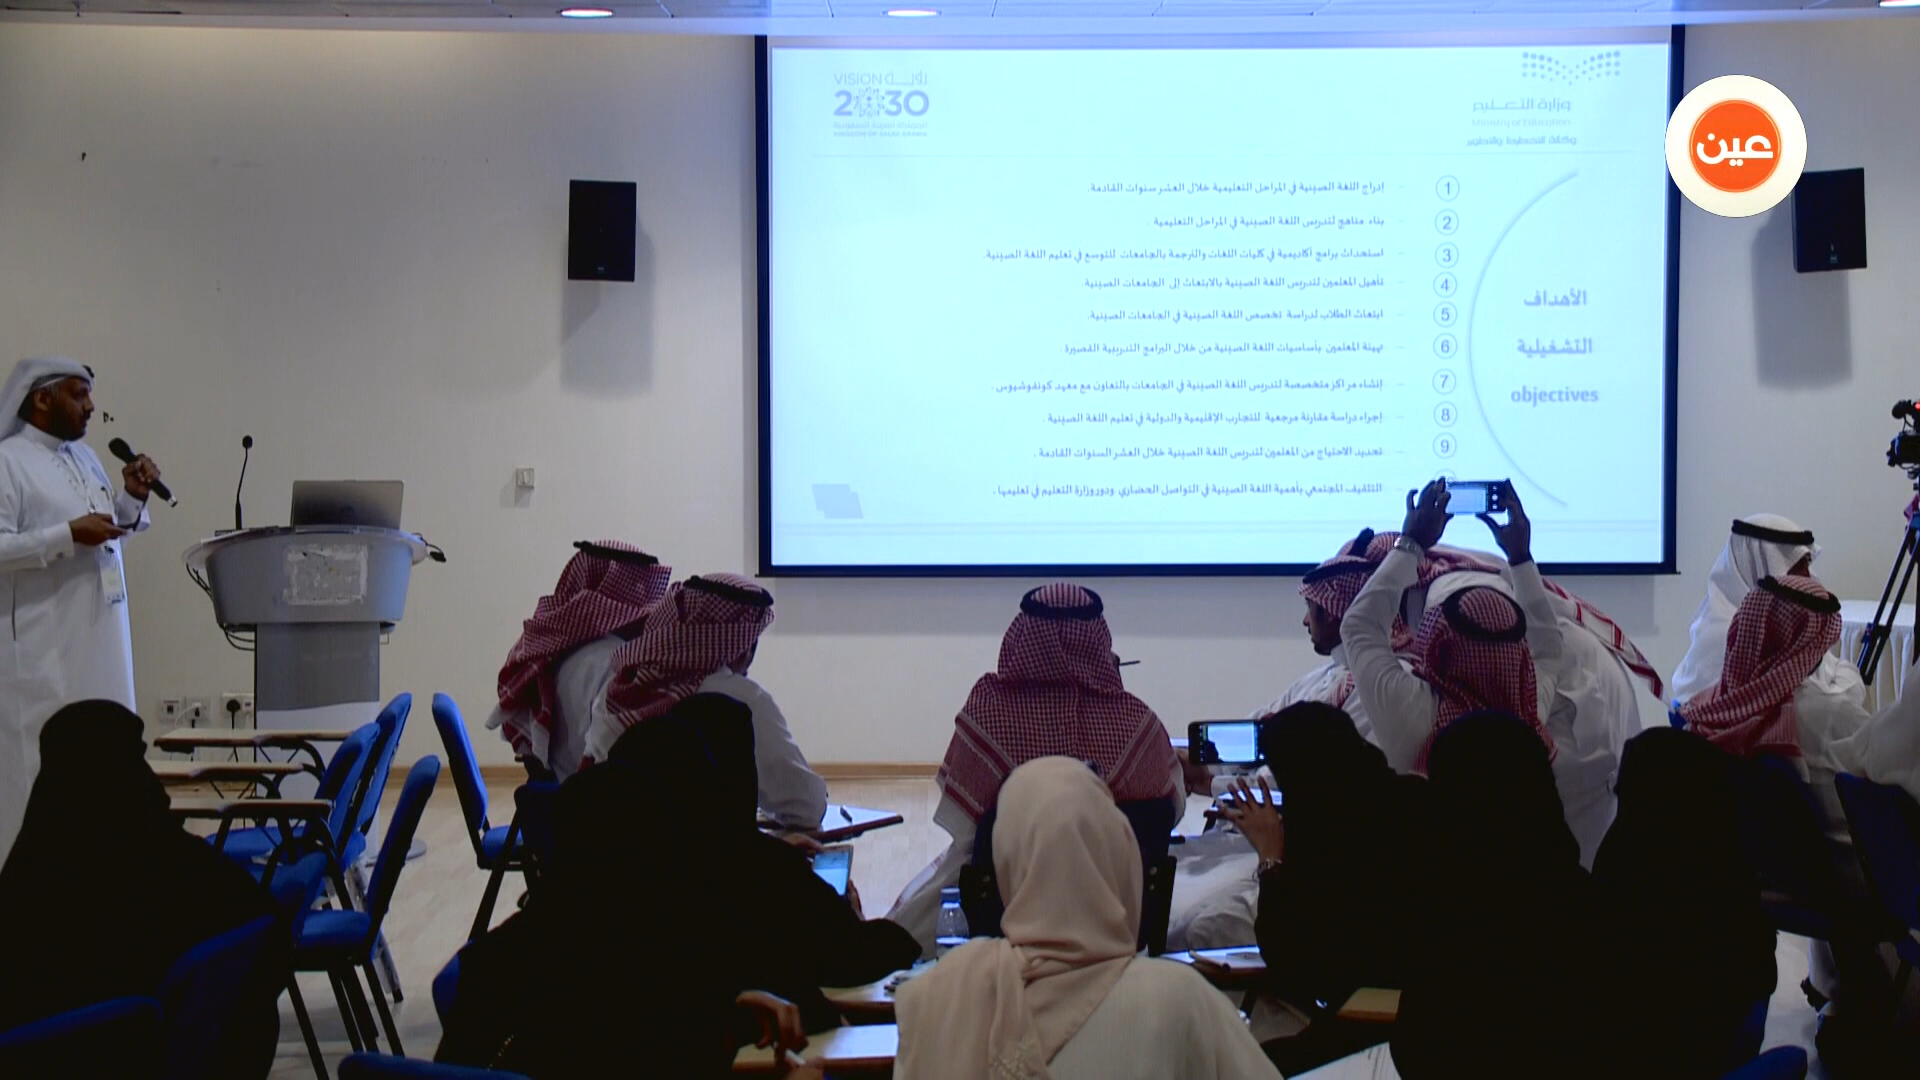 VISION رؤيـــة
2030
المملكة العربية السعودية
KINGDOM OF SAUDI ARABIA
وزارة التعـــليم
Ministry of Education
وكالة التخطيط والتطوير
عين
1 – إدراج اللغة الصينية في المراحل التعليمية خلال العشر سنوات القادمة.
2 – بناء مناهج لتدريس اللغة الصينية في المراحل التعليمية .
3 – استحداث برامج أكاديمية في كليات اللغات والترجمة بالجامعات للتوسع في تعليم اللغة الصينية.
4 – تأهيل المعلمين لتدريس اللغة الصينية بالابتعاث إلى الجامعات الصينية.
5 – ابتعاث الطلاب لدراسة تخصص اللغة الصينية في الجامعات الصينية.
6 – تهيئة المعلمين بأساسيات اللغة الصينية من خلال البرامج التدريبية القصيرة .
7 – إنشاء مراكز متخصصة لتدريس اللغة الصينية في الجامعات بالتعاون مع معهد كونفوشيوس .
8 – إجراء دراسة مقارنة مرجعية للتجارب الإقليمية والدولية في تعليم اللغة الصينية .
9 – تحديد الاحتياج من المعلمين لتدريس اللغة الصينية خلال العشر السنوات القادمة .
– التثقيف المجتمعي بأهمية اللغة الصينية في التواصل الحضاري ودور وزارة التعليم في تعليمها .
الأهداف
التشغيلية
objectives